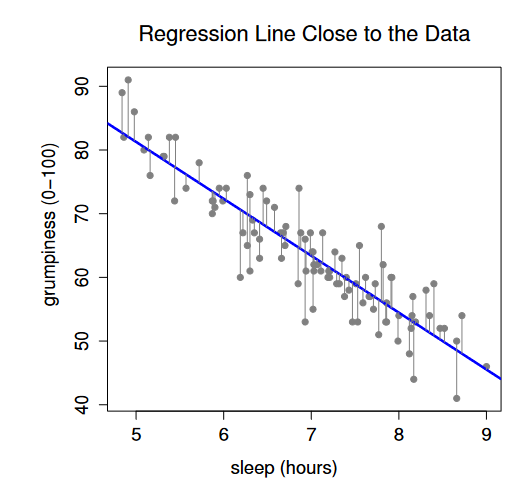 Regression Line Close to the Data
grumpiness (0−100)
90
80
70
60
50
40
5 6 7 8 9
sleep (hours)